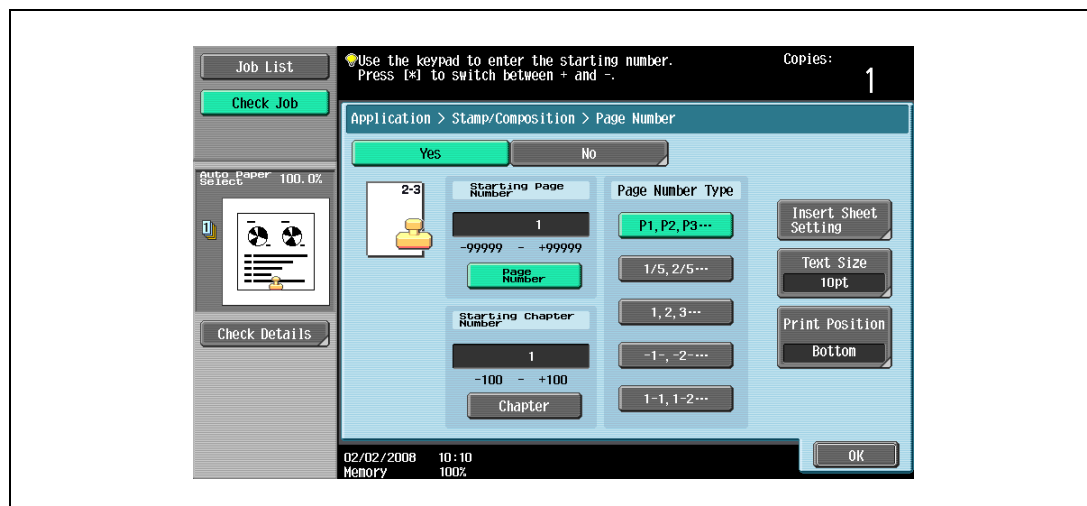 Job List
Check Job
Use the keypad to enter the starting number.
Press [*] to switch between + and -.
Copies:
1
Application > Stamp/Composition > Page Number
Yes
No
Auto Paper
Select
100.0%
1
2-3
Starting Page
Number
1
-99999 - +99999
Page
Number
Starting Chapter
Number
1
-100 - +100
Chapter
Page Number Type
P1, P2, P3···
1/5, 2/5···
1, 2, 3···
-1-, -2-···
1-1, 1-2···
Insert Sheet
Setting
Text Size
10pt
Print Position
Bottom
Check Details
02/02/2008 10:10
Memory 100%
OK